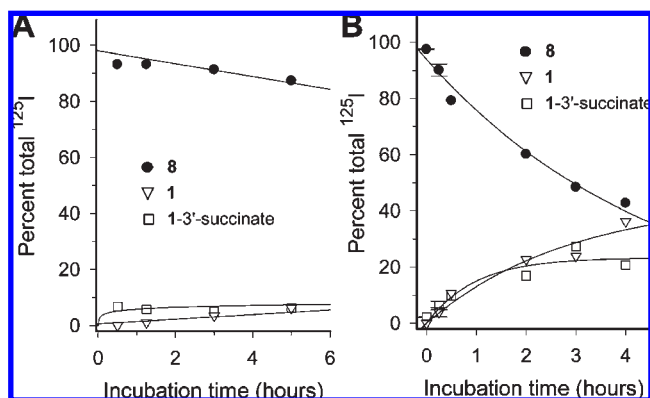 A
B
100
80
60
40
20
0
Percent total ¹²⁵I
8
1
1-3'-succinate
0 2 4 6
Incubation time (hours)
100
80
60
40
20
0
Percent total ¹²⁵I
8
1
1-3'-succinate
0 1 2 3 4
Incubation time (hours)